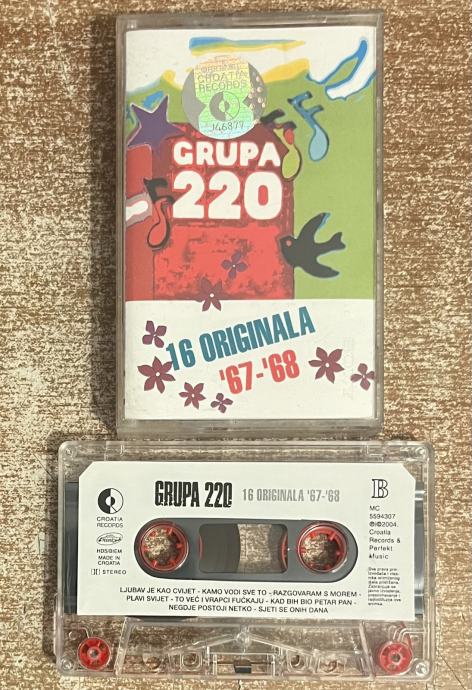 ORIGINAL
CROATIA
RECORDS
J46877
GRUPA
220
16 ORIGINALA
'67-'68
CROATIA
RECORDS
GRUPA 220 16 ORIGINALA '67-'68
B
HDS/BIEM
MADE IN
CROATIA
STEREO
MC
5594307
℗©2004.
Croatia
Records &
Perfekt
Music
LJUBAV JE KAO CVIJET - KAMO VODI SVE TO - RAZGOVARAM S MOREM -
PLAVI SVIJET - TO VEĆ I VRAPCI FUĆKAJU - KAD BIH BIO PETAR PAN -
NEGDJE POSTOJI NETKO - SJETI SE ONIH DANA